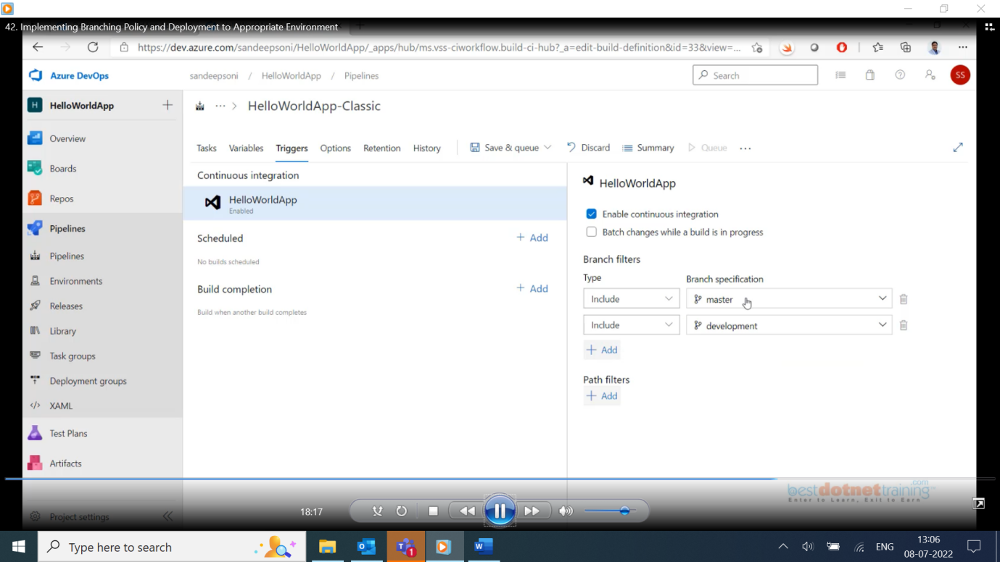 42. Implementing Branching Policy and Deployment to Appropriate Environment
https://dev.azure.com/sandeepsoni/HelloWorldApp/_apps/hub/ms.vss-ciworkflow.build-ci-hub?_a=edit-build-definition&id=33&view=...
Azure DevOps
sandeepsoni / HelloWorldApp / Pipelines
Search
SS
H HelloWorldApp
... > HelloWorldApp-Classic
Overview
Boards
Repos
Pipelines
Pipelines
Environments
Releases
Library
Task groups
Deployment groups
XAML
Test Plans
Artifacts
Project settings
Tasks Variables Triggers Options Retention History Save & queue Discard Summary Queue ...
Continuous integration
HelloWorldApp
Enabled
Scheduled
+ Add
No builds scheduled
Build completion
+ Add
Build when another build completes
HelloWorldApp
Enable continuous integration
Batch changes while a build is in progress
Branch filters
Type Branch specification
Include master
Include development
+ Add
Path filters
+ Add
bestdotnettraining.com
Enter to Learn, Exit to Earn
18:17
Type here to search
1
ENG
13:06
08-07-2022